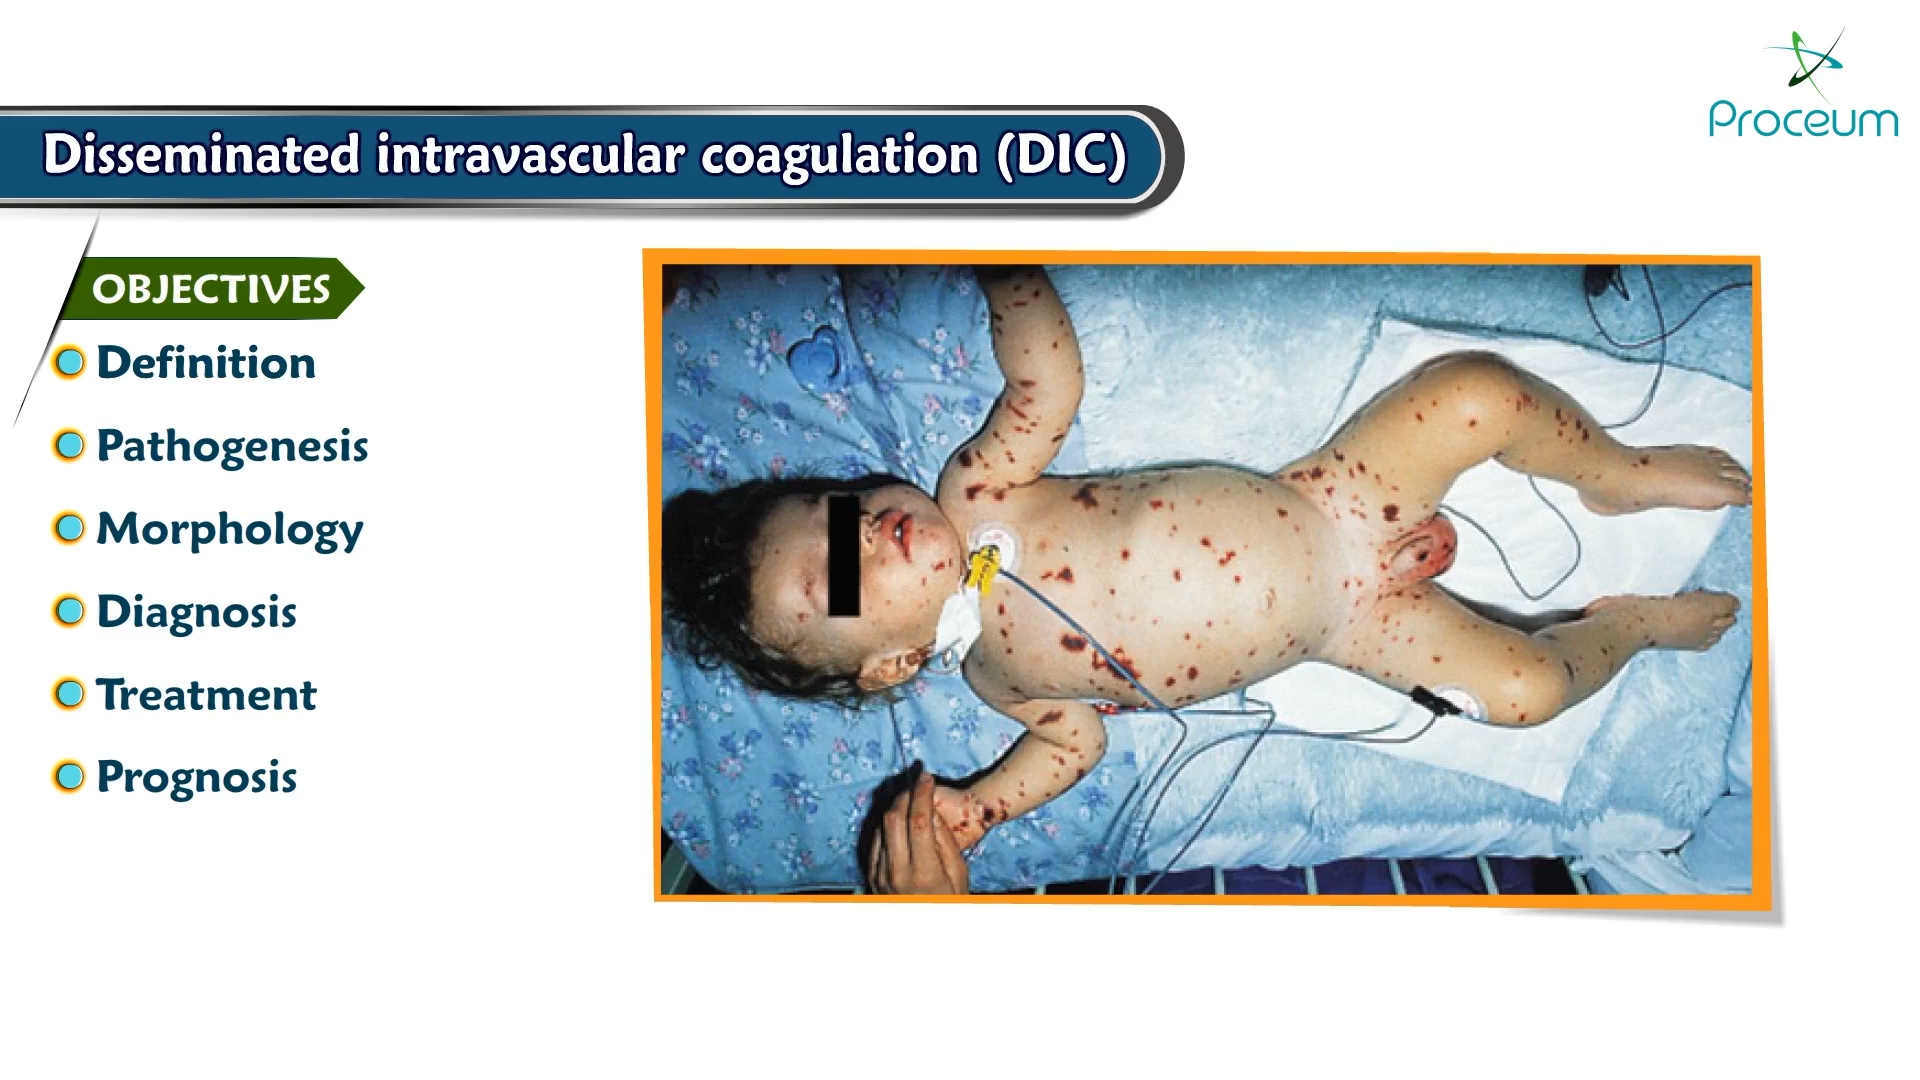 Proceum
Disseminated intravascular coagulation (DIC)
OBJECTIVES
Definition
Pathogenesis
Morphology
Diagnosis
Treatment
Prognosis